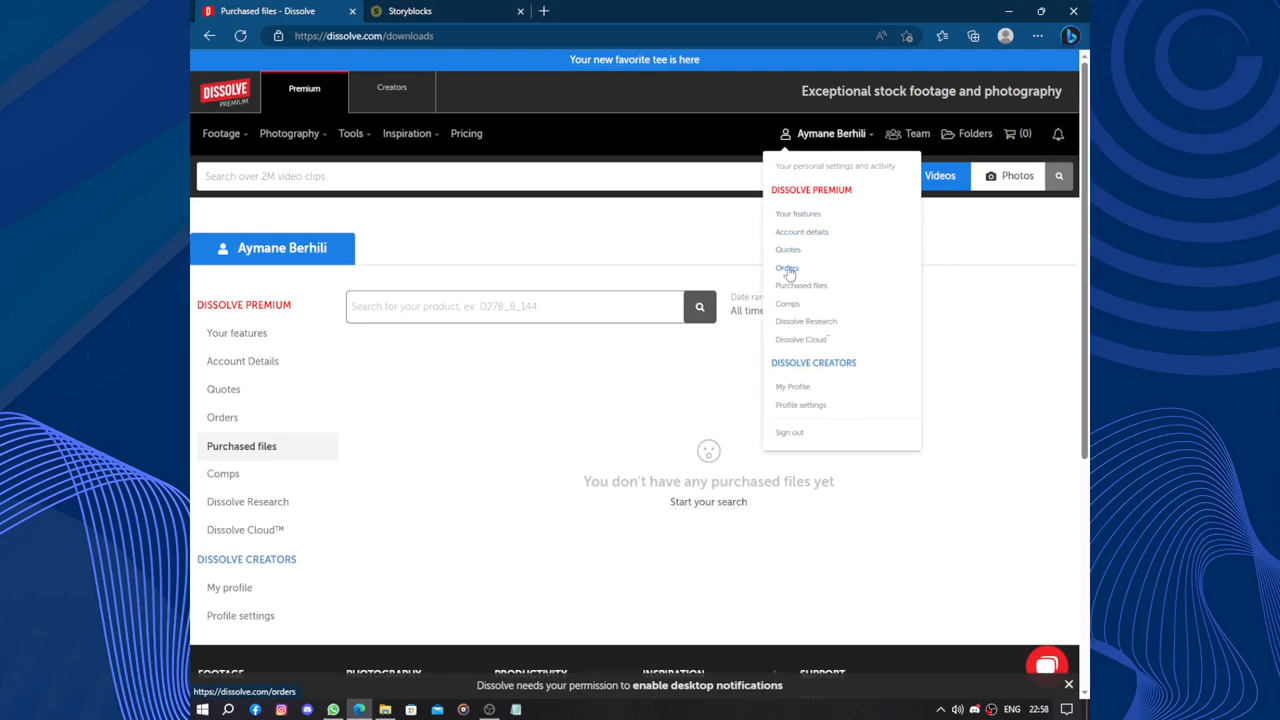 Purchased files - Dissolve
Storyblocks
https://dissolve.com/downloads
Your new favorite tee is here
DISSOLVE
PREMIUM
Premium
Creators
Exceptional stock footage and photography
Footage
Photography
Tools
Inspiration
Pricing
Aymane Berhili
Team
Folders
(0)
Search over 2M video clips
Videos
Photos
Your personal settings and activity
DISSOLVE PREMIUM
Your features
Account details
Quotes
Orders
Purchased files
Comps
Dissolve Research
Dissolve Cloud™
DISSOLVE CREATORS
My Profile
Profile settings
Sign out
Aymane Berhili
DISSOLVE PREMIUM
Your features
Account Details
Quotes
Orders
Purchased files
Comps
Dissolve Research
Dissolve Cloud™
DISSOLVE CREATORS
My profile
Profile settings
Search for your product, ex: D278_8_144
All time
You don't have any purchased files yet
Start your search
FOOTAGE
PHOTOGRAPHY
PRODUCTIVITY
INSPIRATION
SUPPORT
https://dissolve.com/orders
Dissolve needs your permission to enable desktop notifications
ENG
22:58